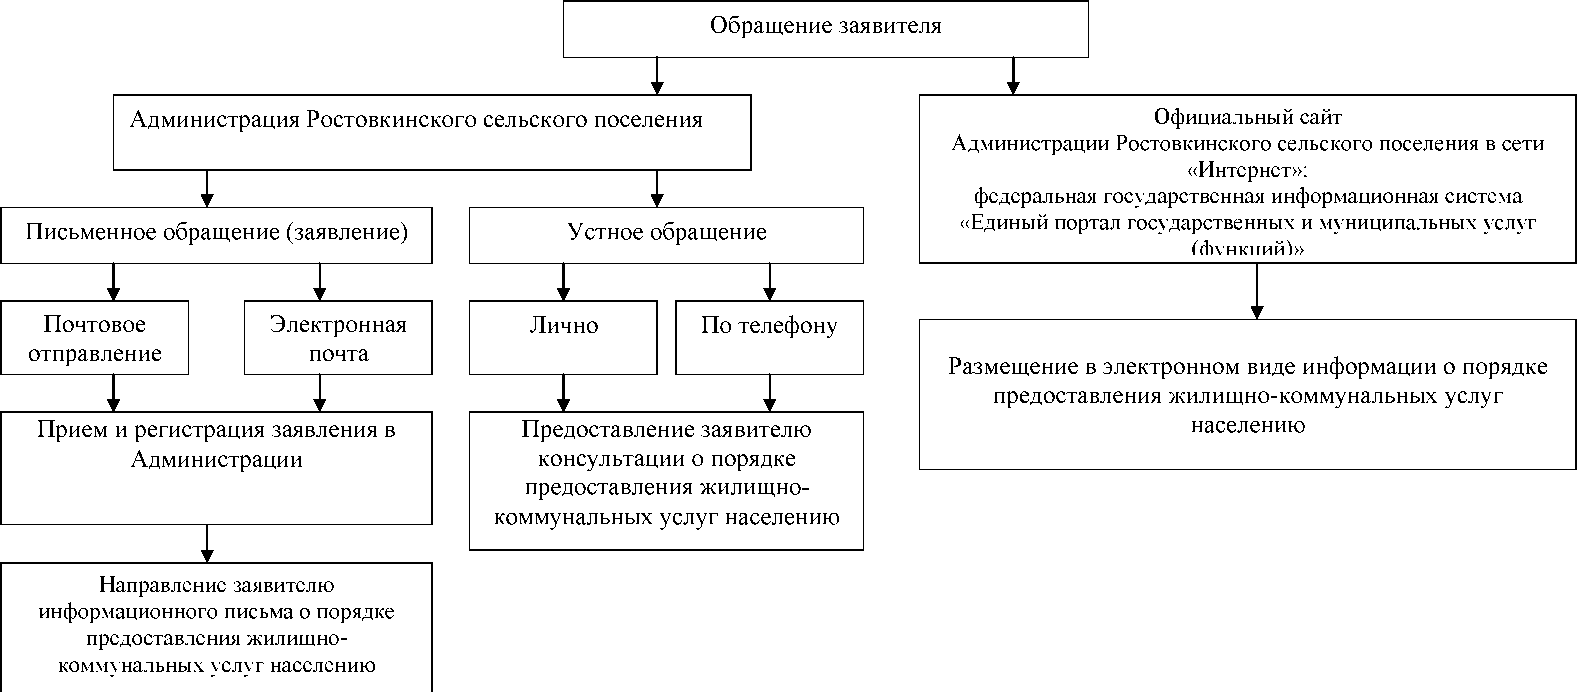 Обращение заявителя
Администрация Ростовкинского сельского поселения
Официальный сайт
Администрации Ростовкинского сельского поселения в сети
«Интернет»;
федеральная государственная информационная система
«Единый портал государственных и муниципальных услуг
(функций)»
Письменное обращение (заявление)
Устное обращение
Почтовое
отправление
Электронная
почта
Лично
По телефону
Размещение в электронном виде информации о порядке
предоставления жилищно-коммунальных услуг
населению
Прием и регистрация заявления в
Администрации
Предоставление заявителю
консультации о порядке
предоставления жилищно-
коммунальных услуг населению
Направление заявителю
информационного письма о порядке
предоставления жилищно-
коммунальных услуг населению